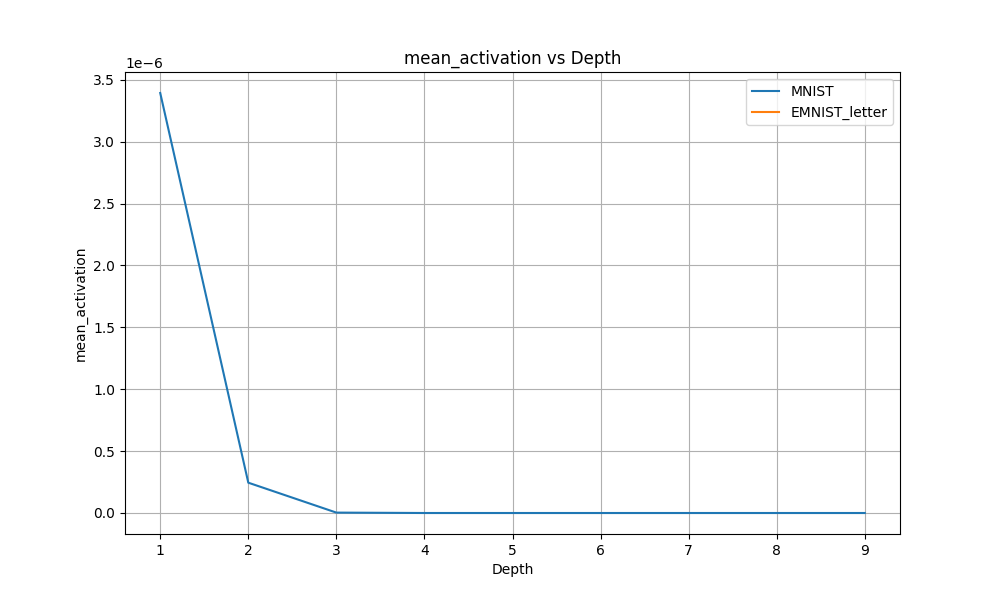 mean_activation vs Depth
1e−6
MNIST
EMNIST_letter
3.5
3.0
2.5
2.0
1.5
1.0
0.5
0.0
mean_activation
1 2 3 4 5 6 7 8 9
Depth